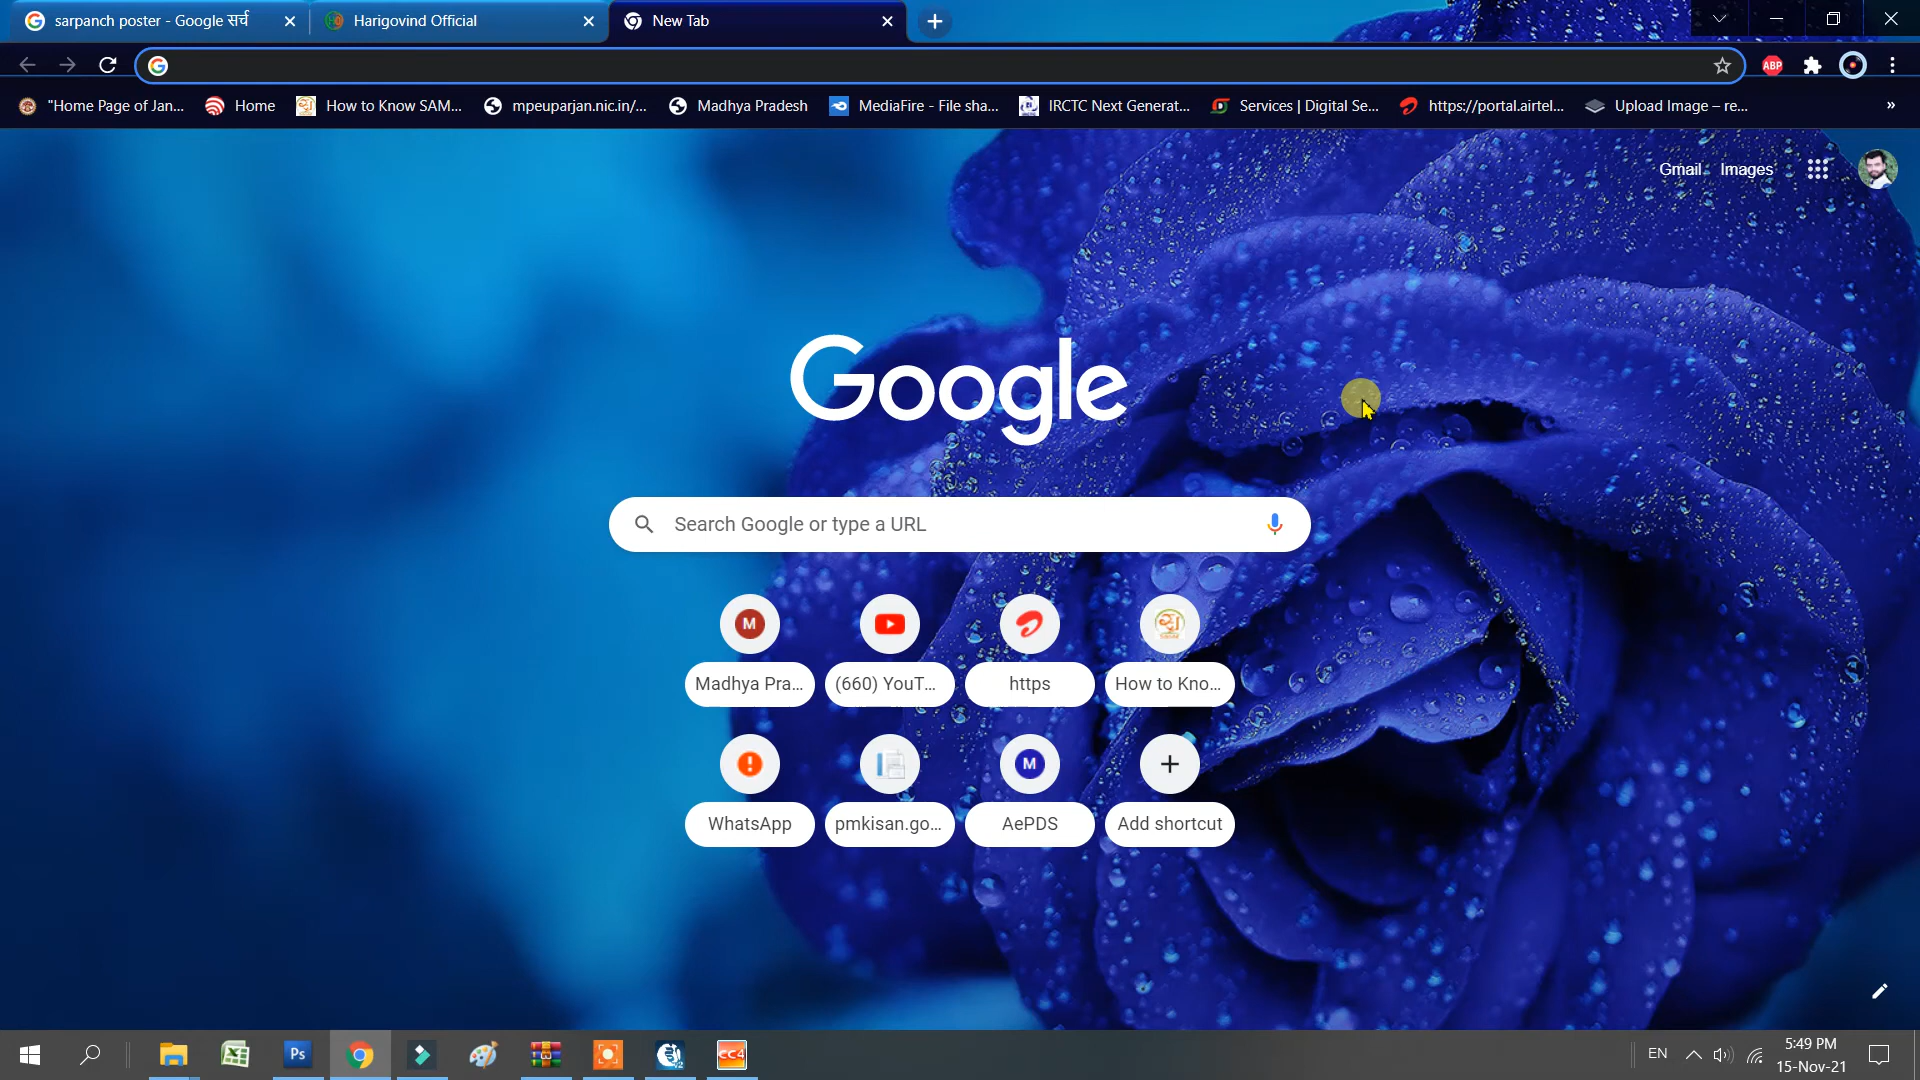 sarpanch poster - Google सर्च
Harigovind Official
New Tab
ABP
"Home Page of Jan...
Home
How to Know SAM...
mpeuparjan.nic.in/...
Madhya Pradesh
MediaFire - File sha...
IRCTC Next Generat...
Services | Digital Se...
https://portal.airtel...
Upload Image – re...
»
Gmail
Images
Google
Search Google or type a URL
M
Madhya Pra...
(660) YouT...
https
How to Kno...
WhatsApp
pmkisan.go...
M
AePDS
Add shortcut
Ps
CC4
EN
5:49 PM
15-Nov-21